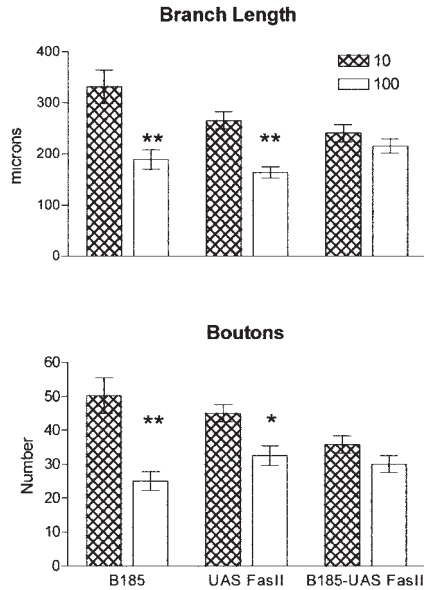 Branch Length
400
300
200
100
0
microns
10
100
**
**
Boutons
60
50
40
30
20
10
0
Number
**
*
B185
UAS FasII
B185-UAS FasII